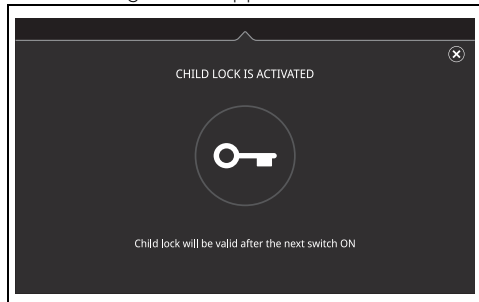 CHILD LOCK IS ACTIVATED
Child lock will be valid after the next switch ON